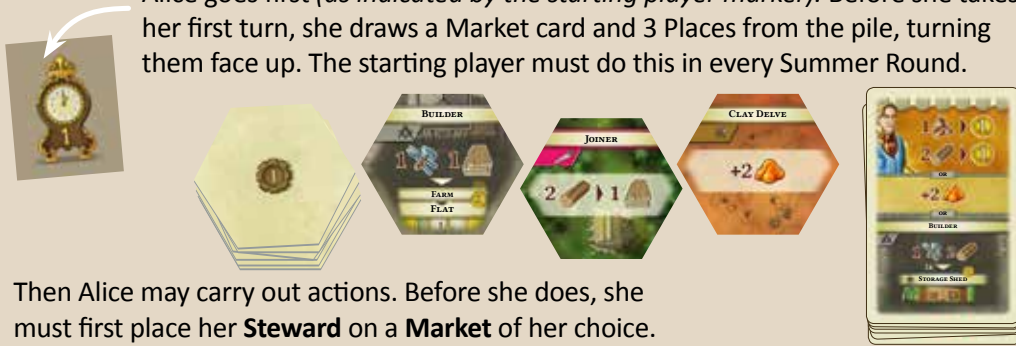 Alice goes first (as indicated by the starting player marker). Before she takes
her first turn, she draws a Market card and 3 Places from the pile, turning
them face up. The starting player must do this in every Summer Round.
1
1
BUILDER
1 1
FARM
FLAT
1
JOINER
2 1
CLAY DELVE
+2
1
2
OR
+2
OR
BUILDER
1 1
STORAGE SHED
Then Alice may carry out actions. Before she does, she
must first place her Steward on a Market of her choice.